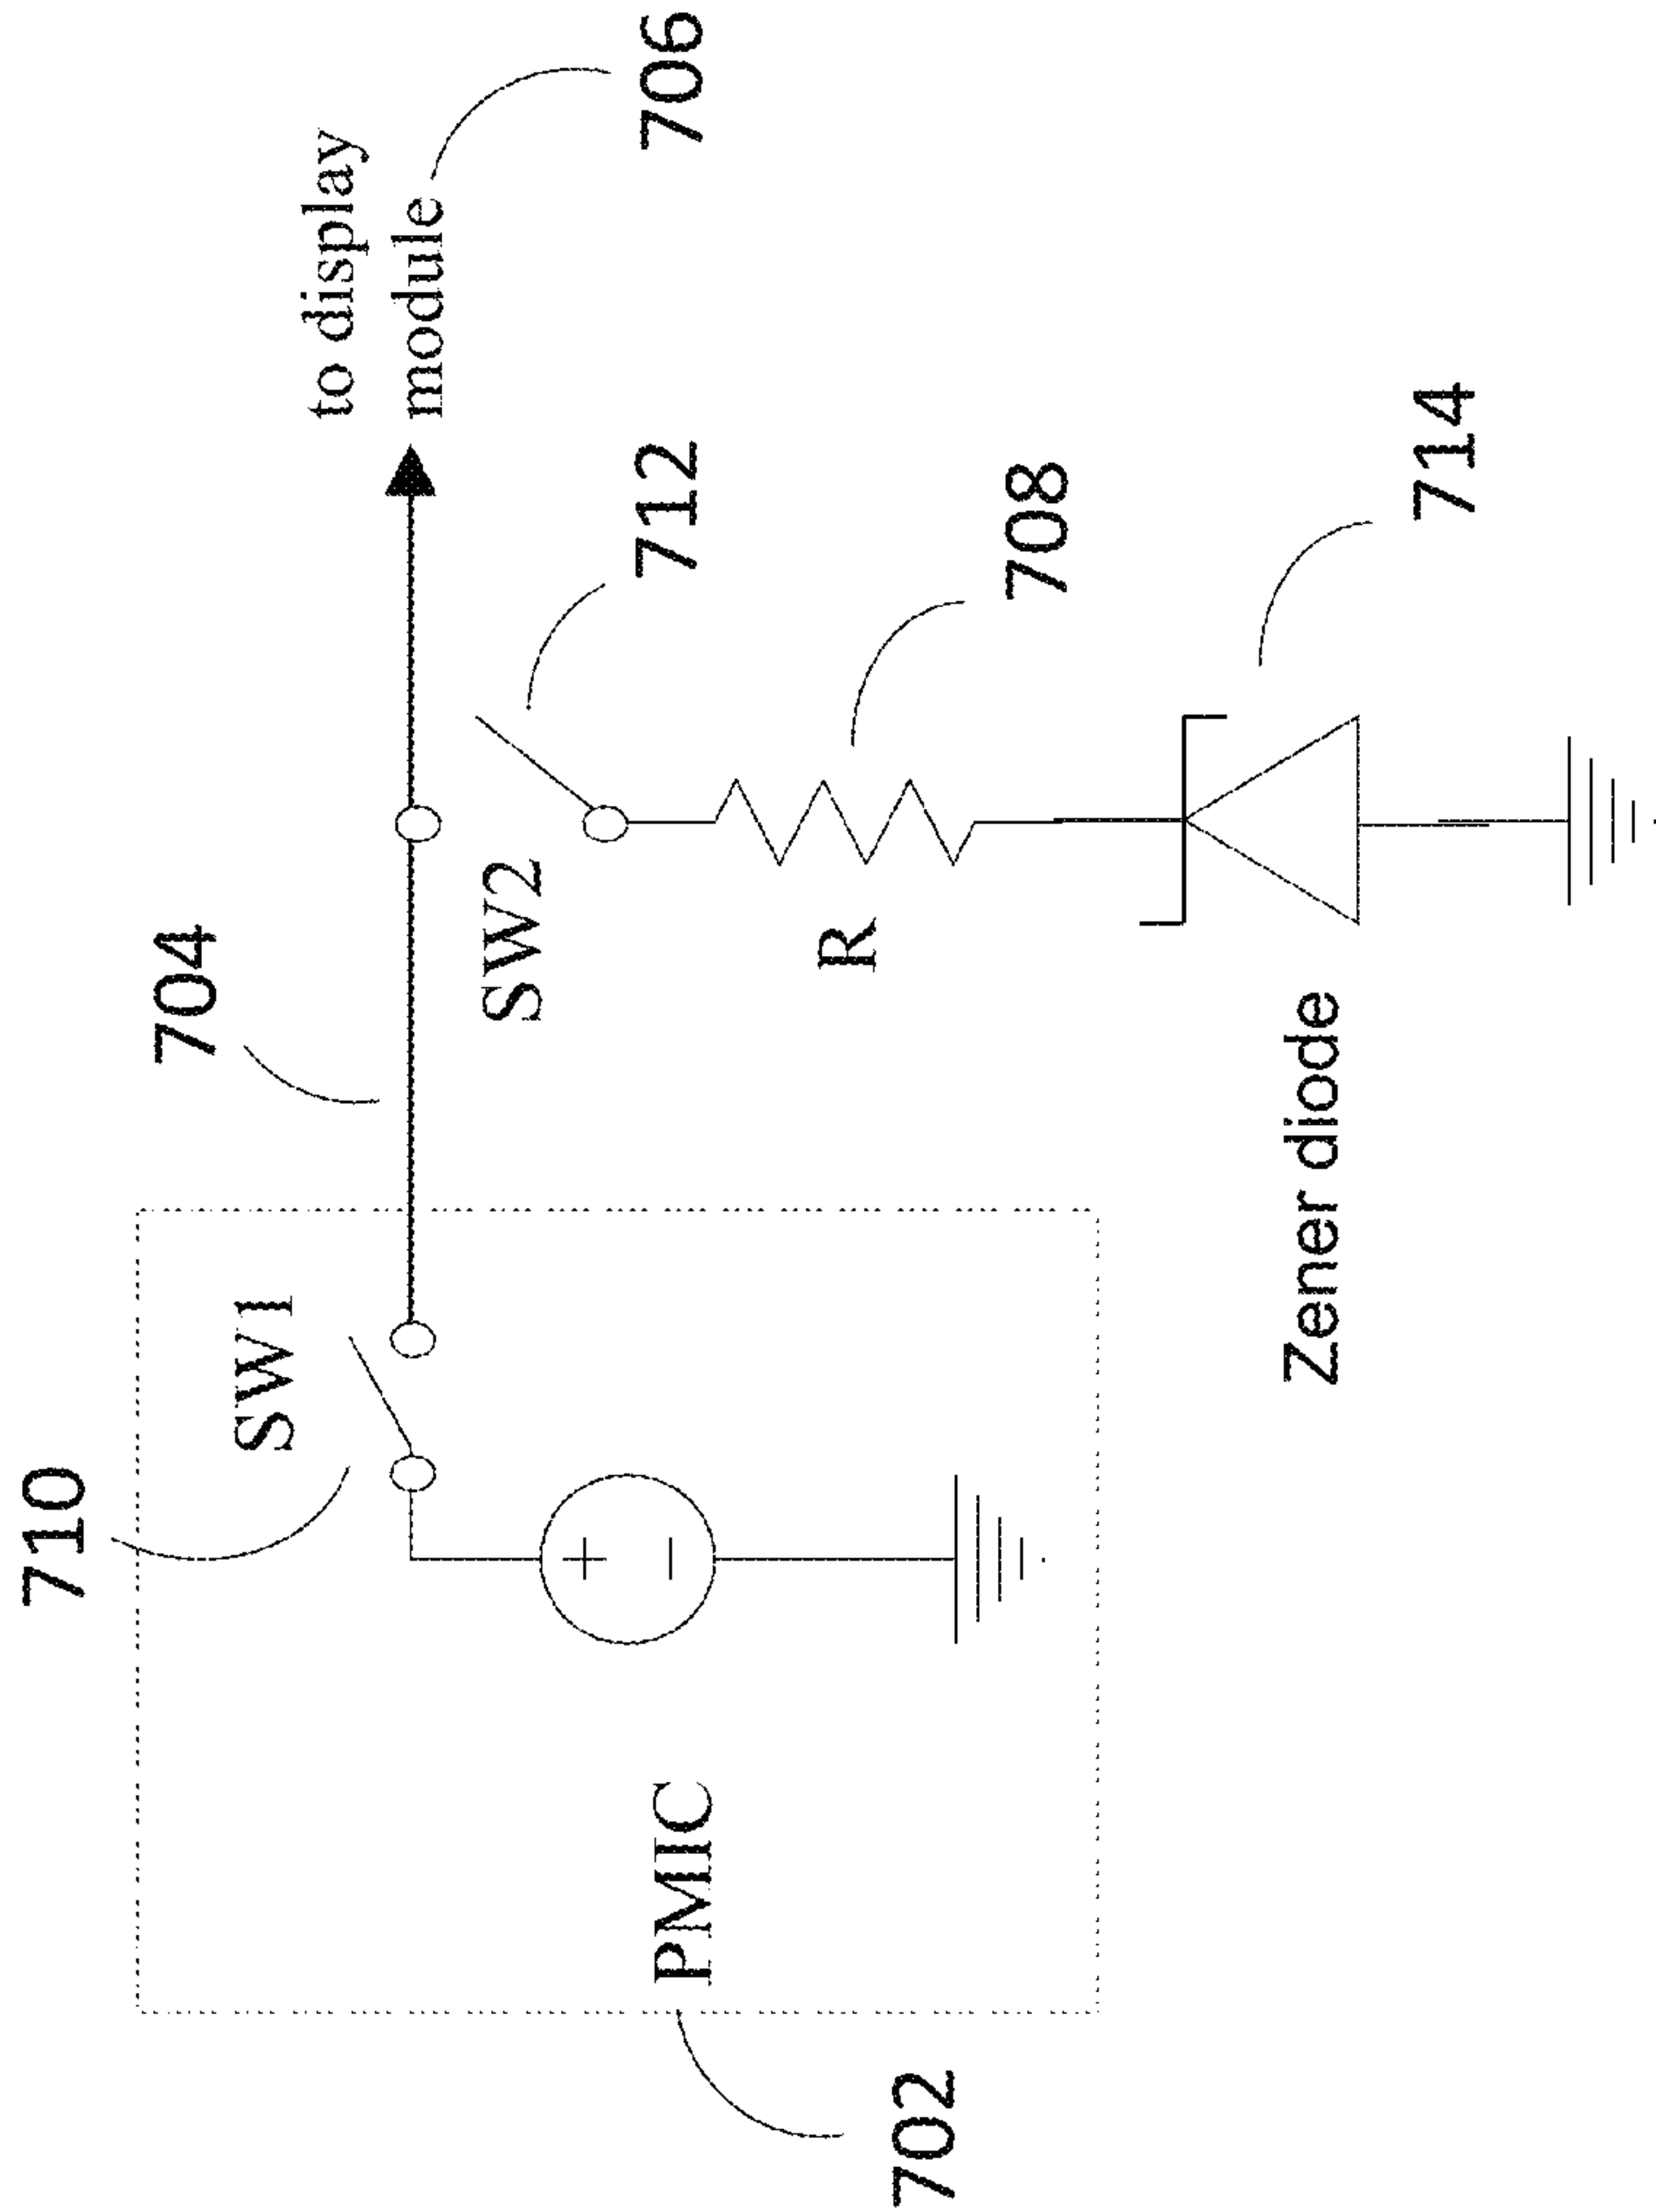 710
SW1
704
to display
module
706
SW2
712
PMIC
702
R
708
Zener diode
714